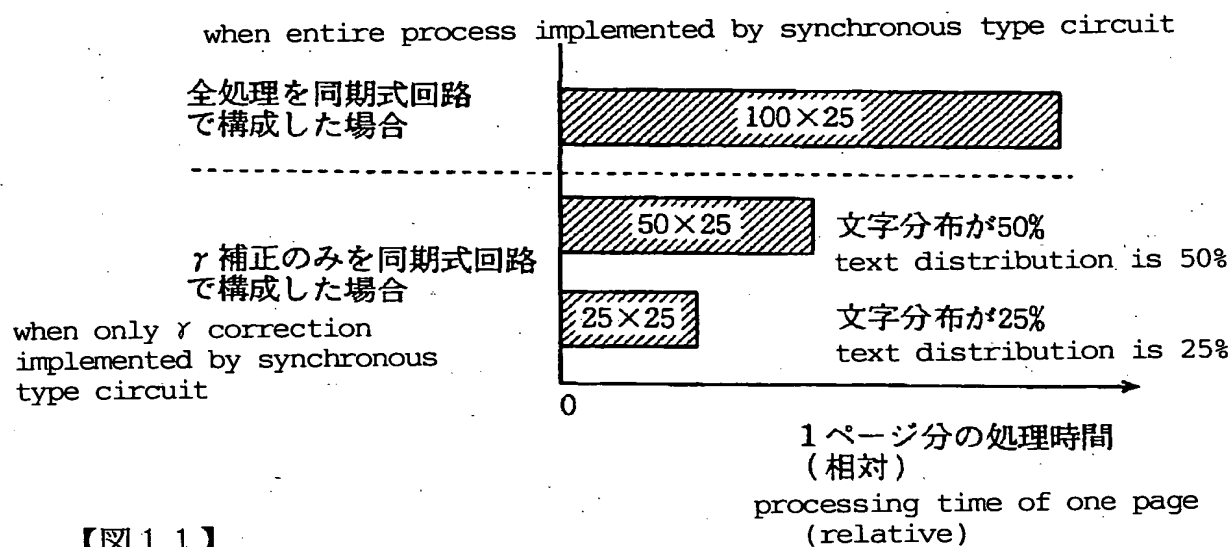 when entire process implemented by synchronous type circuit
全処理を同期式回路
で構成した場合
100×25
50×25
文字分布が50%
text distribution is 50%
γ補正のみを同期式回路
で構成した場合
25×25
文字分布が25%
text distribution is 25%
when only γ correction
implemented by synchronous
type circuit
0
1ページ分の処理時間
(相対)
processing time of one page
(relative)
【図11】